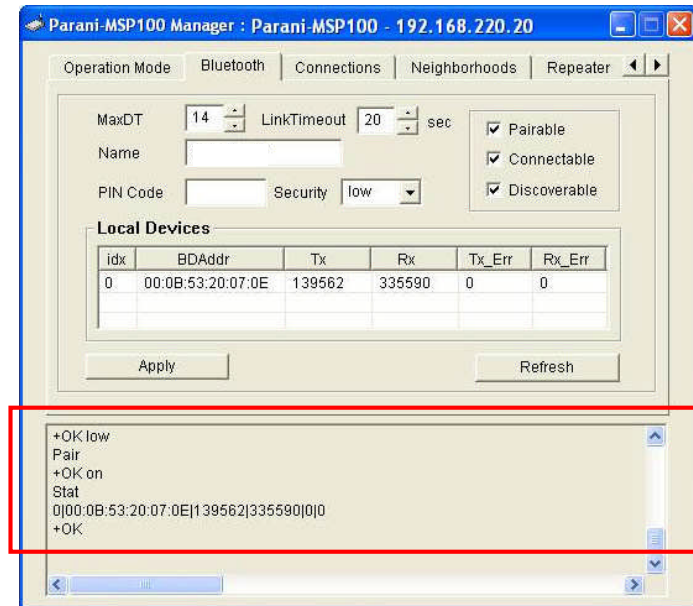 Parani-MSP100 Manager : Parani-MSP100 - 192.168.220.20
Operation Mode Bluetooth Connections Neighborhoods Repeater
MaxDT 14 LinkTimeout 20 sec
Name
PIN Code Security low
Pairable
Connectable
Discoverable
Local Devices
idx BDAddr Tx Rx Tx_Err Rx_Err
0 00:0B:53:20:07:0E 139562 335590 0 0
Apply Refresh
+OK low
Pair
+OK on
Stat
0|00:0B:53:20:07:0E|139562|335590|0|0
+OK